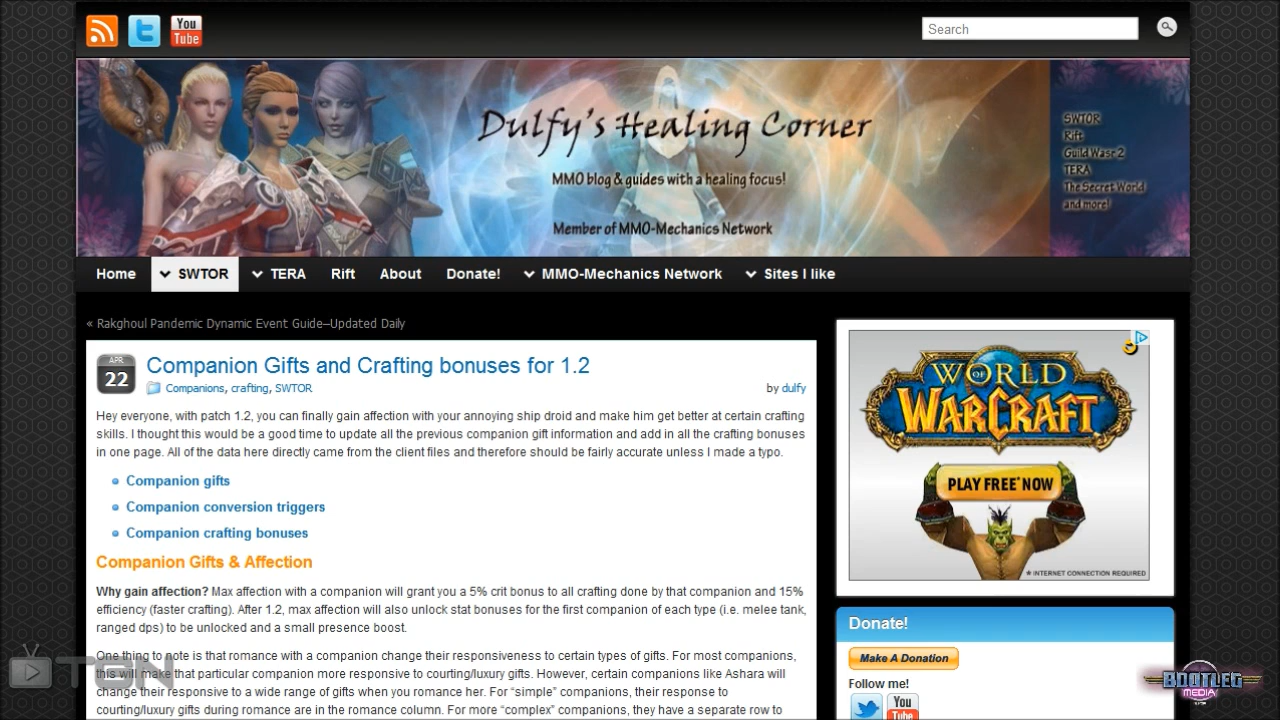 You
Tube
Search
Dulfy's Healing Corner
MMO blog & guides with a healing focus!
Member of MMO-Mechanics Network
SWTOR
Rift
Guild Wasr 2
TERA
The Secret World
and more!
Home
SWTOR
TERA
Rift
About
Donate!
MMO-Mechanics Network
Sites I like
« Rakghoul Pandemic Dynamic Event Guide–Updated Daily
APR
22
Companion Gifts and Crafting bonuses for 1.2
Companions, crafting, SWTOR
by dulfy
Hey everyone, with patch 1.2, you can finally gain affection with your annoying ship droid and make him get better at certain crafting
skills. I thought this would be a good time to update all the previous companion gift information and add in all the crafting bonuses
in one page. All of the data here directly came from the client files and therefore should be fairly accurate unless I made a typo.
Companion gifts
Companion conversion triggers
Companion crafting bonuses
Companion Gifts & Affection
Why gain affection? Max affection with a companion will grant you a 5% crit bonus to all crafting done by that companion and 15%
efficiency (faster crafting). After 1.2, max affection will also unlock stat bonuses for the first companion of each type (i.e. melee tank,
ranged dps) to be unlocked and a small presence boost.
One thing to note is that romance with a companion change their responsiveness to certain types of gifts. For most companions,
this will make that particular companion more responsive to courting/luxury gifts. However, certain companions like Ashara will
change their responsive to a wide range of gifts when you romance her. For “simple” companions, their response to
courting/luxury gifts during romance are in the romance column. For more“complex” companions, they have a separate row to
WORLD
OF
WARCRAFT
PLAY FREE* NOW
* INTERNET CONNECTION REQUIRED
Donate!
Make A Donation
Follow me!
You
Tube
TGN
BOOTLEG
MEDIA